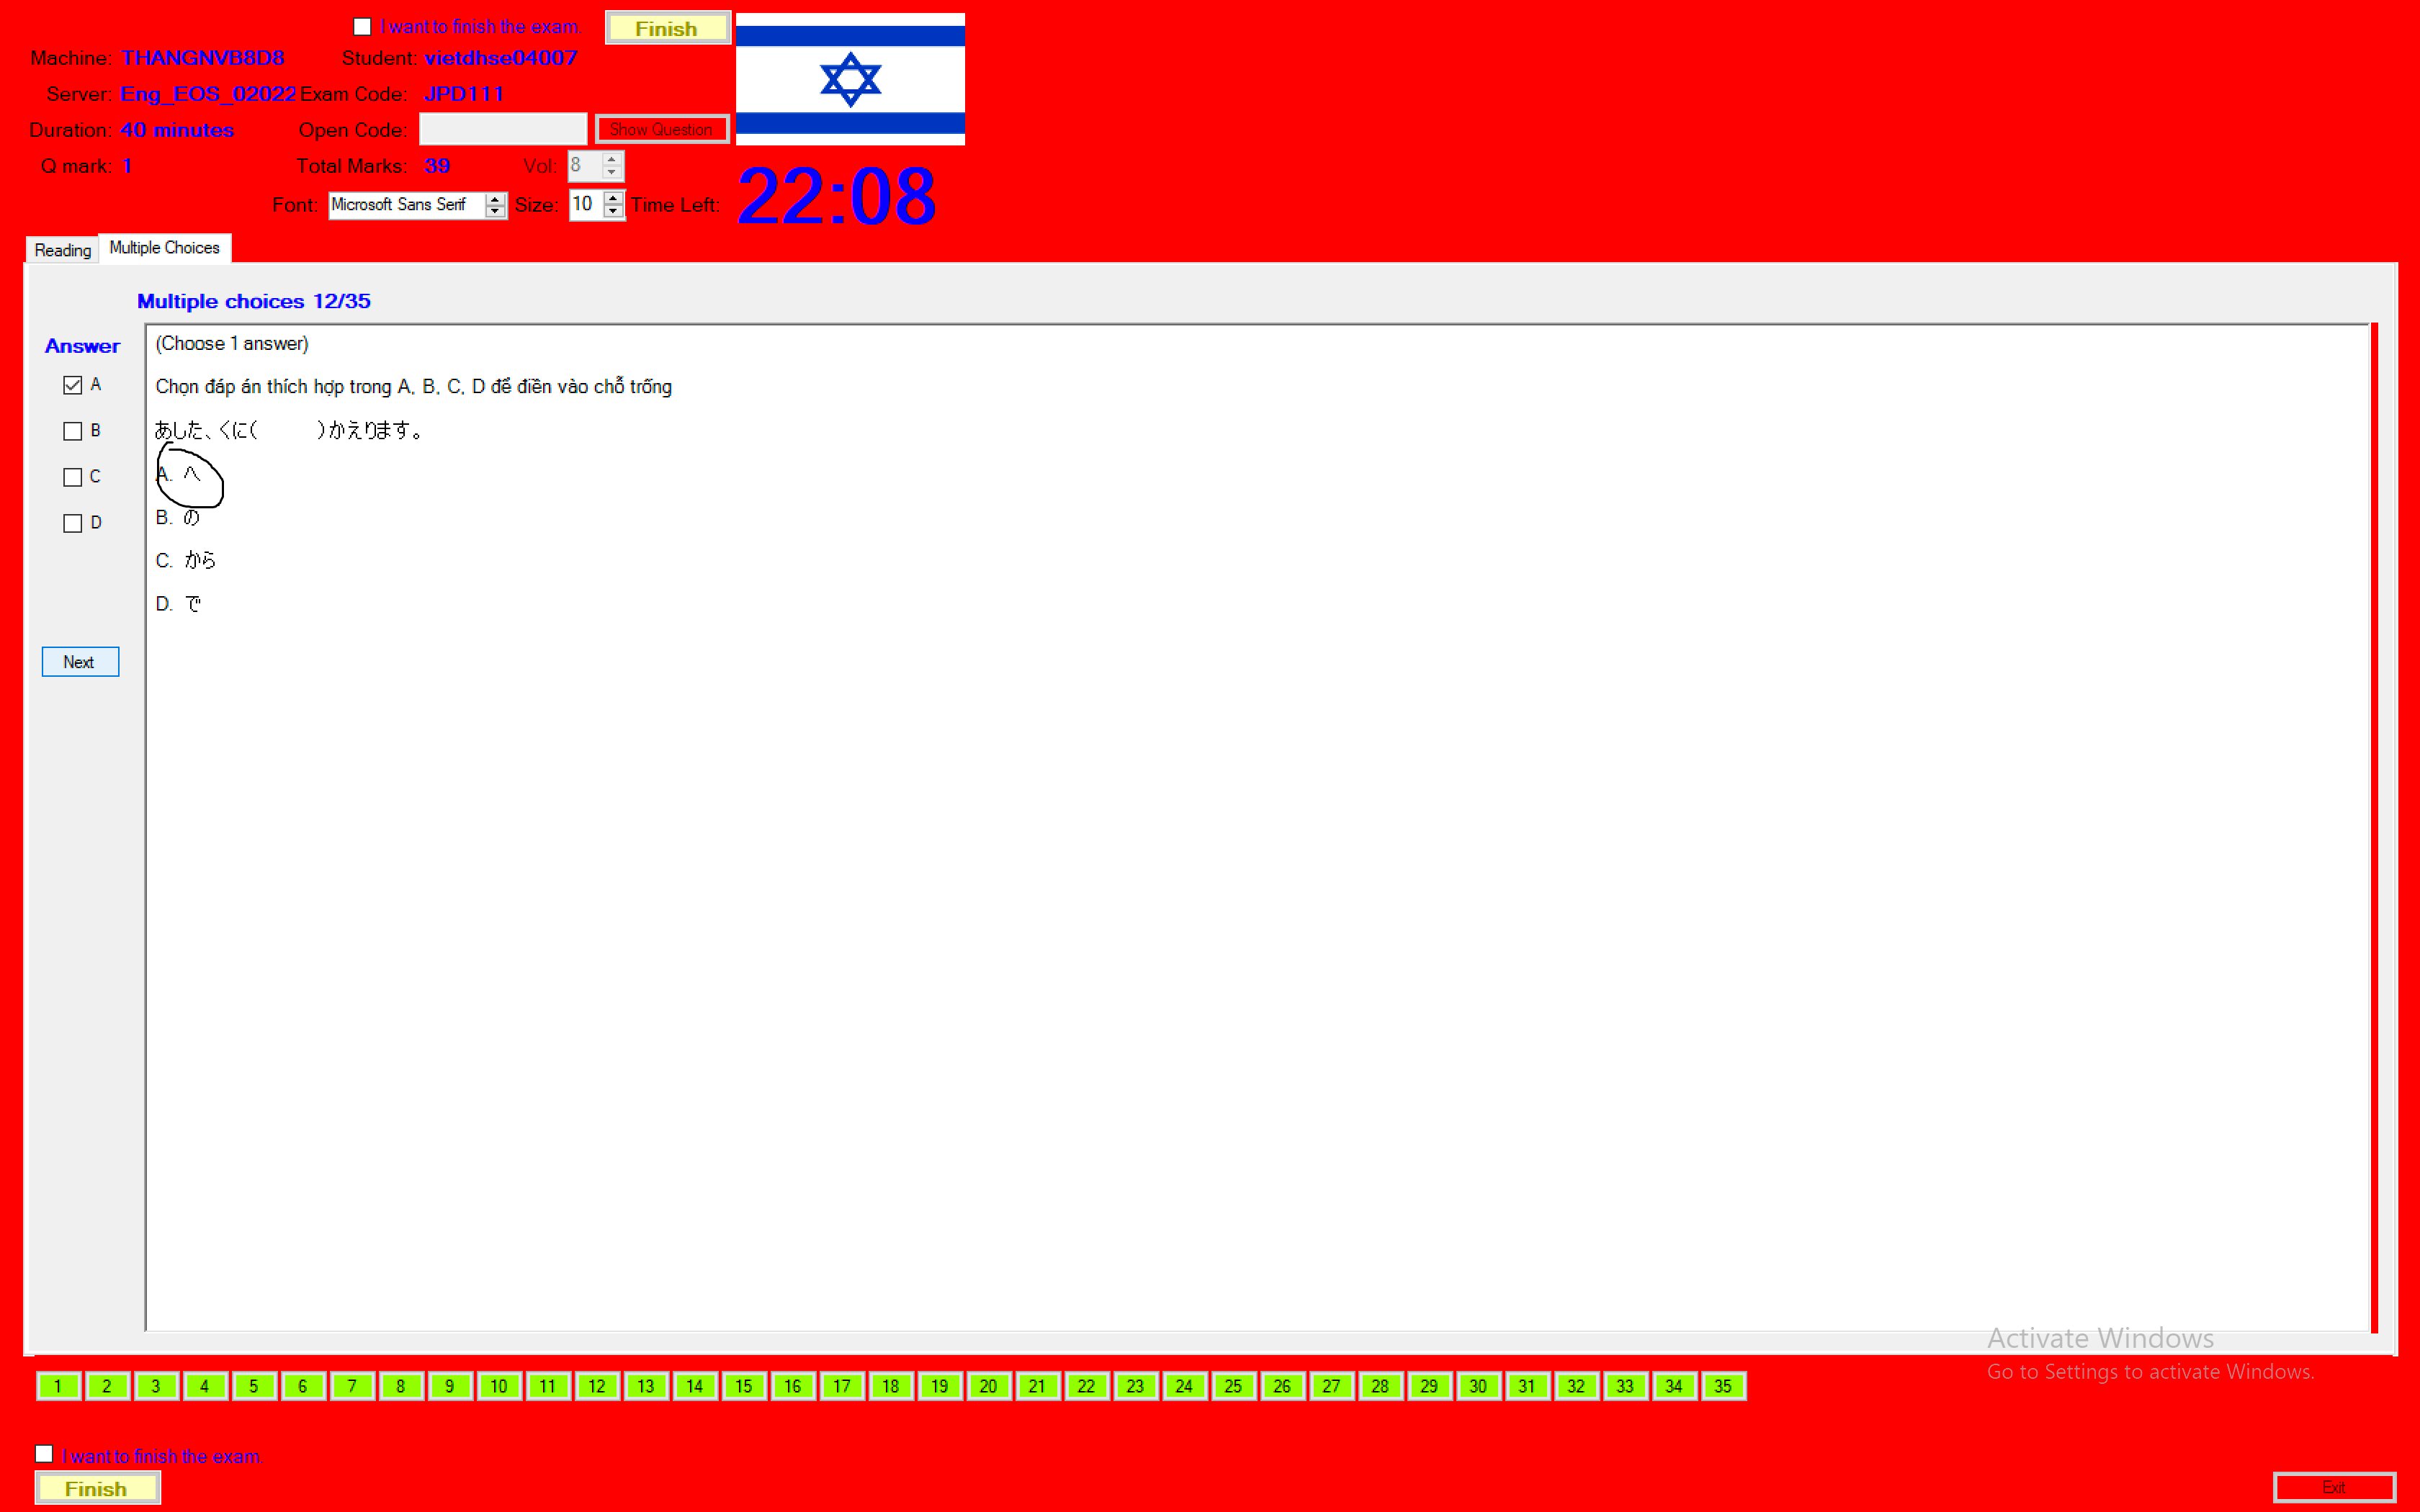 I want to finish the exam.
Finish
Machine: THANGNVB8D8 Student: vietdhse04007
Server: Eng_EOS_02022 Exam Code: JPD111
Duration: 40 minutes Open Code: Show Question
Q mark: 1 Total Marks: 39 Vol: 8
Font: Microsoft Sans Serif Size: 10 Time Left: 22:08
Reading Multiple Choices
Multiple choices 12/35
Answer
A
B
C
D
Next
(Choose 1 answer)
Chọn đáp án thích hợp trong A, B, C, D để điền vào chỗ trống
あした、くに( )かえります。
A. へ
B. の
C. から
D. で
Activate Windows
Go to Settings to activate Windows.
1 2 3 4 5 6 7 8 9 10 11 12 13 14 15 16 17 18 19 20 21 22 23 24 25 26 27 28 29 30 31 32 33 34 35
I want to finish the exam.
Finish
Exit